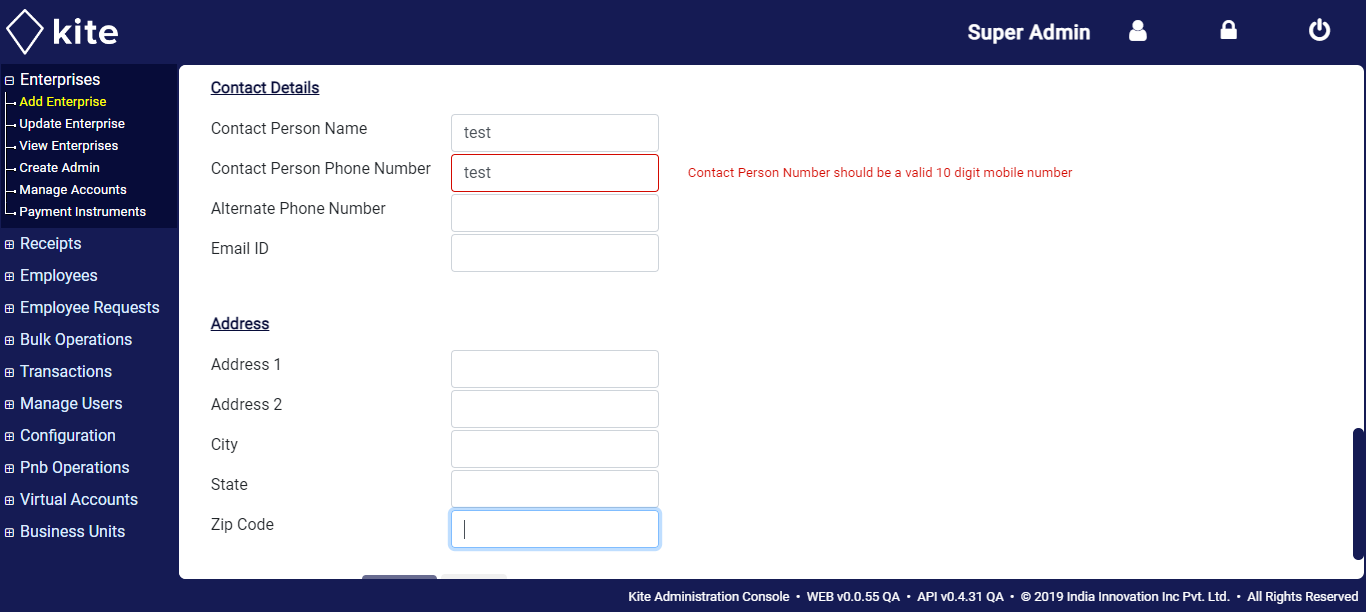 kite
Super Admin
Enterprises
Add Enterprise
Update Enterprise
View Enterprises
Create Admin
Manage Accounts
Payment Instruments
Receipts
Employees
Employee Requests
Bulk Operations
Transactions
Manage Users
Configuration
Pnb Operations
Virtual Accounts
Business Units
Contact Details
Contact Person Name test
Contact Person Phone Number test Contact Person Number should be a valid 10 digit mobile number
Alternate Phone Number
Email ID
Address
Address 1
Address 2
City
State
Zip Code
Kite Administration Console • WEB v0.0.55 QA • API v0.4.31 QA • © 2019 India Innovation Inc Pvt. Ltd. • All Rights Reserved